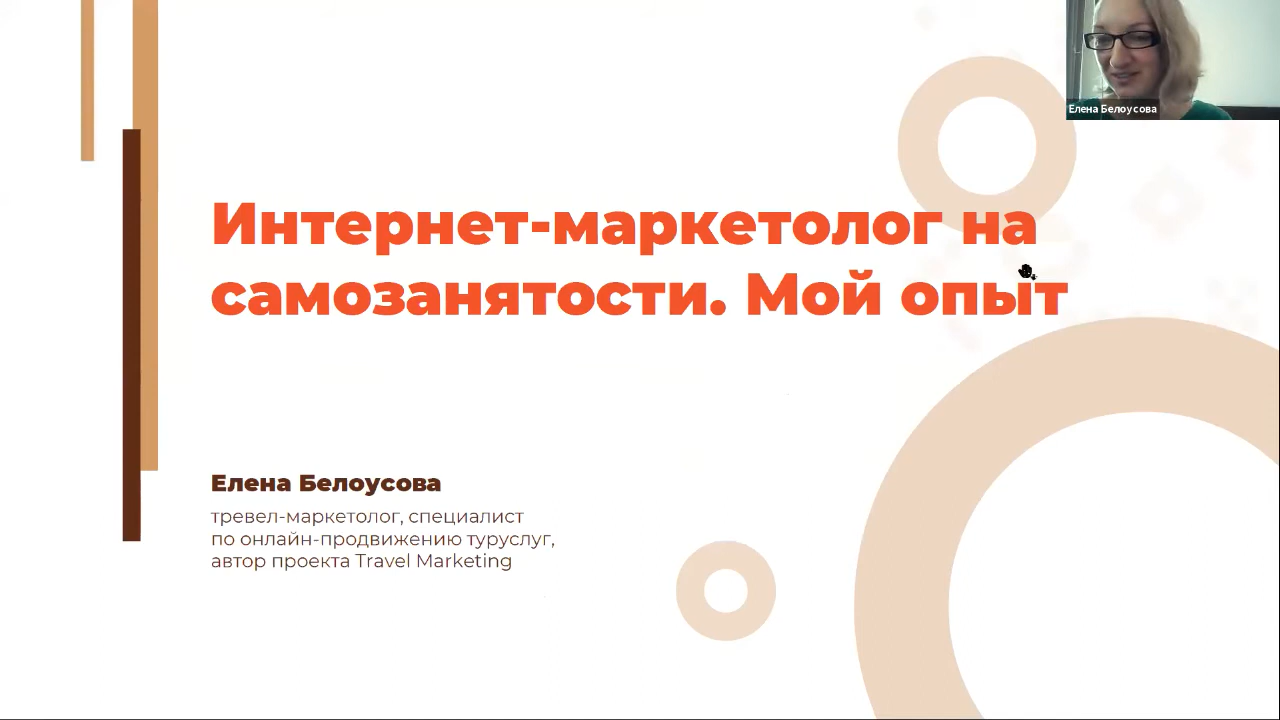 Елена Белоусова
Интернет-маркетолог на
самозанятости. Мой опыт
Елена Белоусова
тревел-маркетолог, специалист
по онлайн-продвижению туруслуг,
автор проекта Travel Marketing